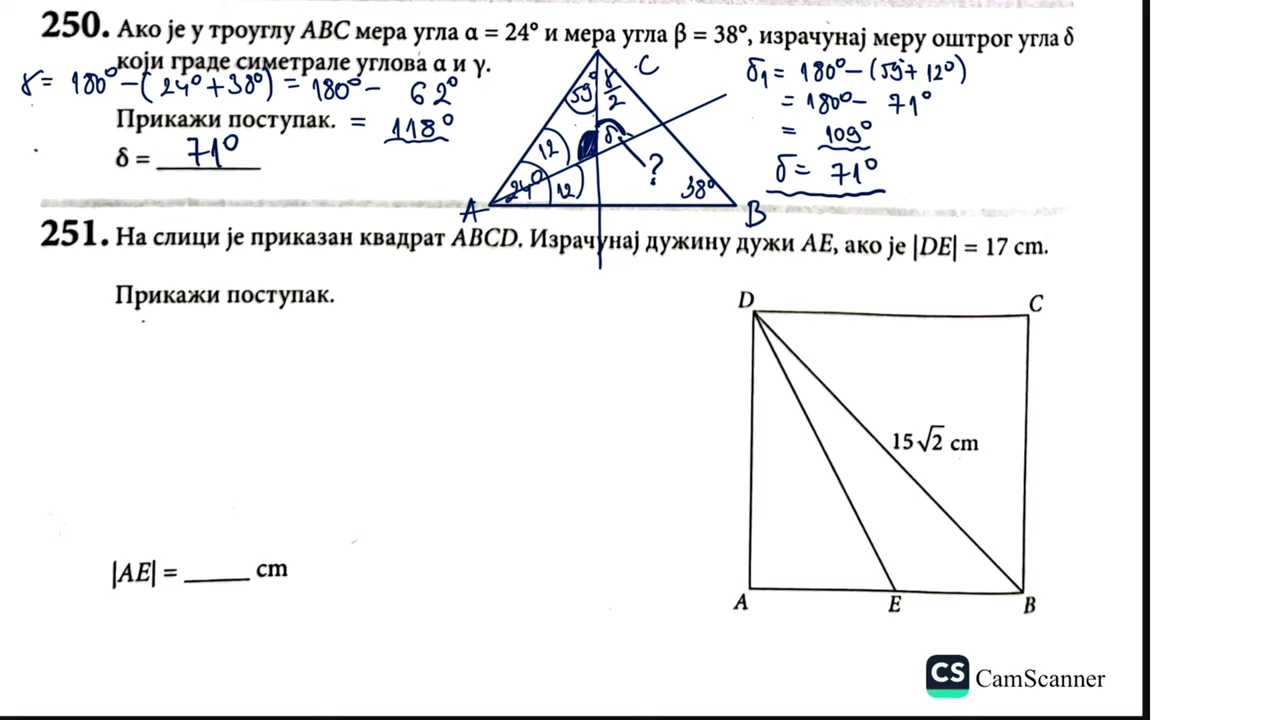 250. Ако је у троуглу ABC мера угла α = 24° и мера угла β = 38°, израчунај меру оштрог угла δ
који граде симетрале углова α и γ.
γ = 180° - (24° + 38°) = 180° - 62°
Прикажи поступак. = 118°
δ = 71°
59° γ/2
C
12 δ
24° 12 ? 38°
A B
δ1 = 180° - (59° + 12°)
= 180° - 71°
= 109°
δ = 71°
251. На слици је приказан квадрат ABCD. Израчунај дужину дужи AE, ако је |DE| = 17 cm.
Прикажи поступак.
D C
15√2 cm
|AE| = _____ cm
A E B
CS CamScanner